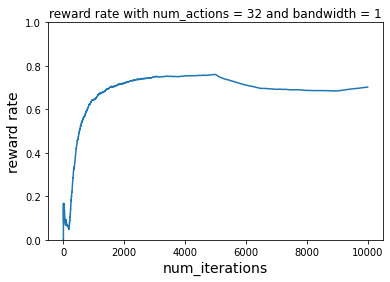 reward rate with num_actions = 32 and bandwidth = 1
1.0
0.8
0.6
0.4
0.2
0.0
reward rate
0 2000 4000 6000 8000 10000
num_iterations